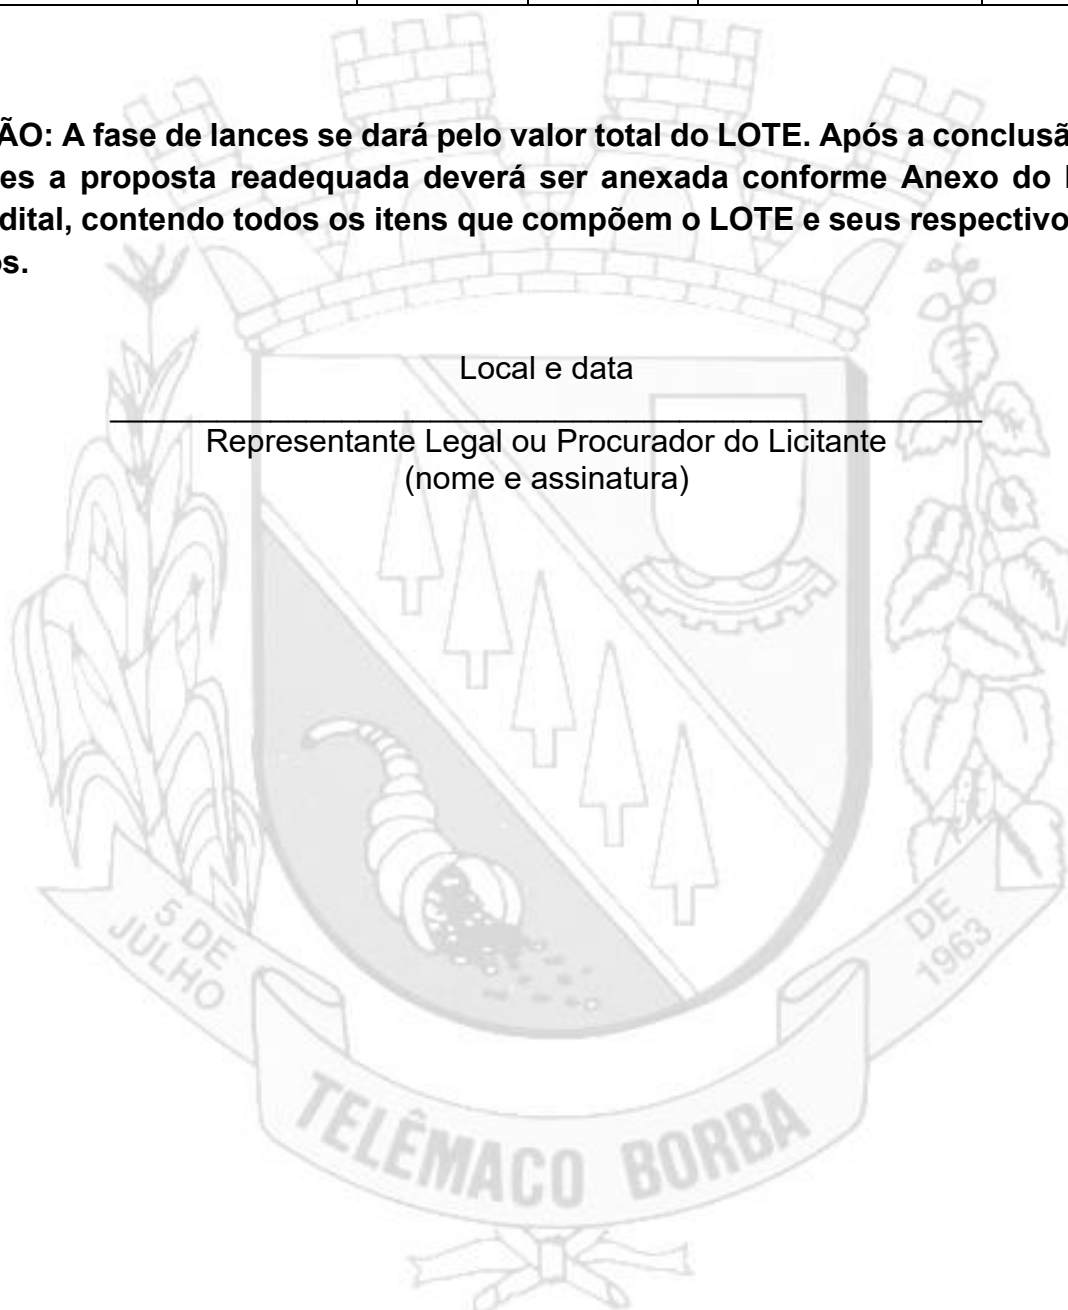 ÃO: A fase de lances se dará pelo valor total do LOTE. Após a conclusã
es a proposta readequada deverá ser anexada conforme Anexo do
dital, contendo todos os itens que compõem o LOTE e seus respectivo
os.
Local e data
Representante Legal ou Procurador do Licitante
(nome e assinatura)
5 DE
JULHO
DE
1963
TELÊMACO BORBA